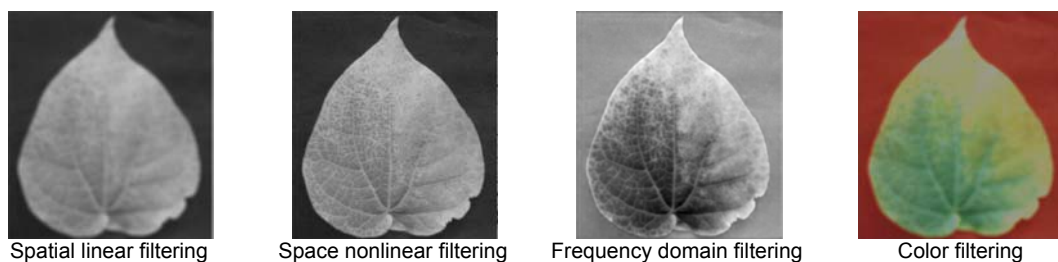 Spatial linear filtering
Space nonlinear filtering
Frequency domain filtering
Color filtering